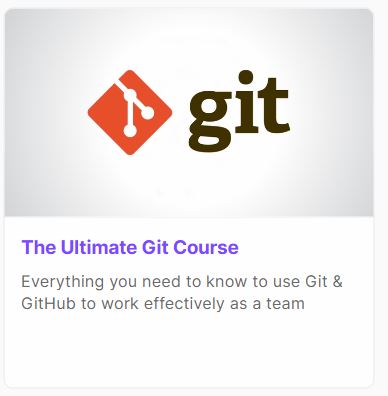 git
The Ultimate Git Course
Everything you need to know to use Git &
GitHub to work effectively as a team